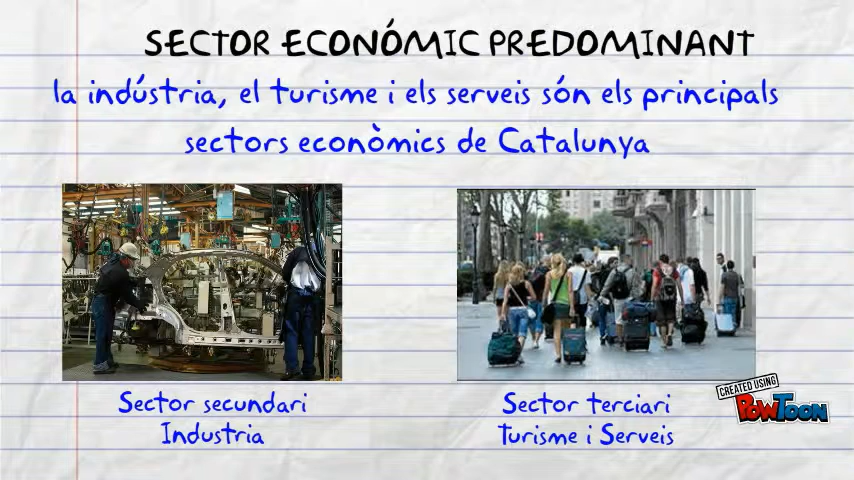 SECTOR ECONÓMIC PREDOMINANT
la indústria, el turisme i els serveis són els principals
sectors econòmics de Catalunya
Sector secundari
Industria
Sector terciari
Turisme i Serveis
CREATED USING
POWTOON